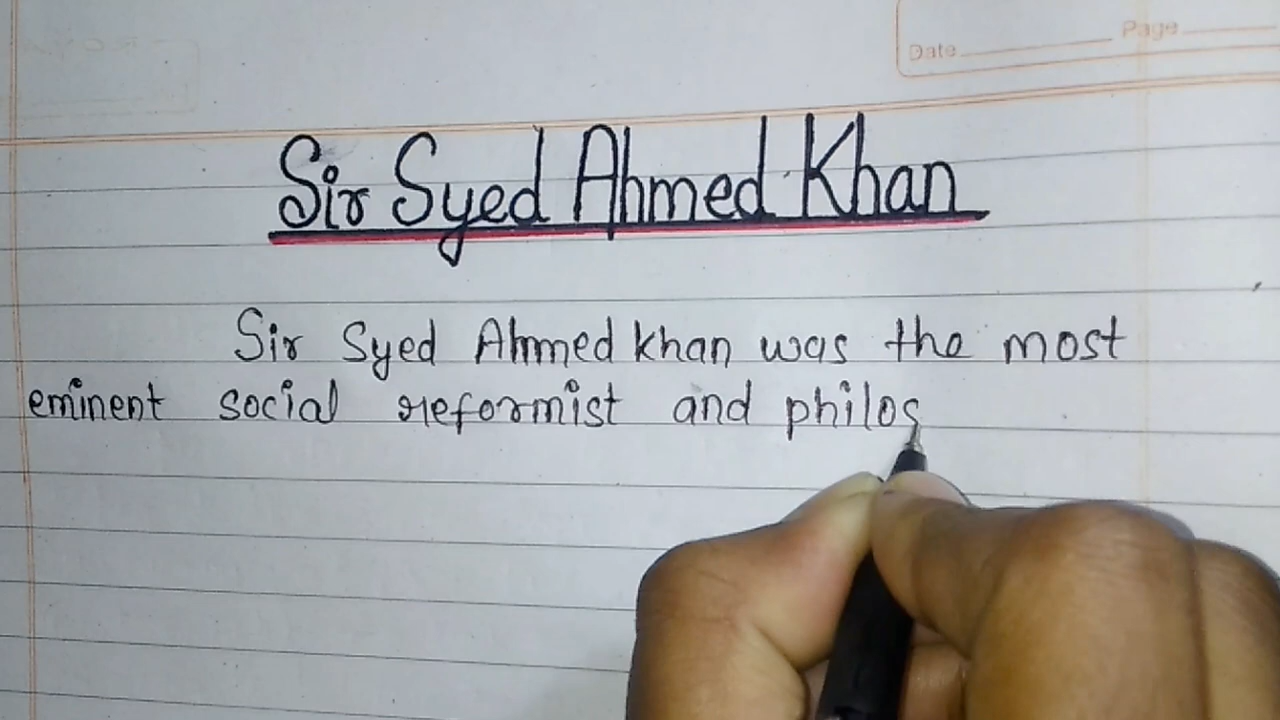 Page
Date
Sir Syed Ahmed Khan
Sir Syed Ahmed khan was the most
eminent social reformist and philos